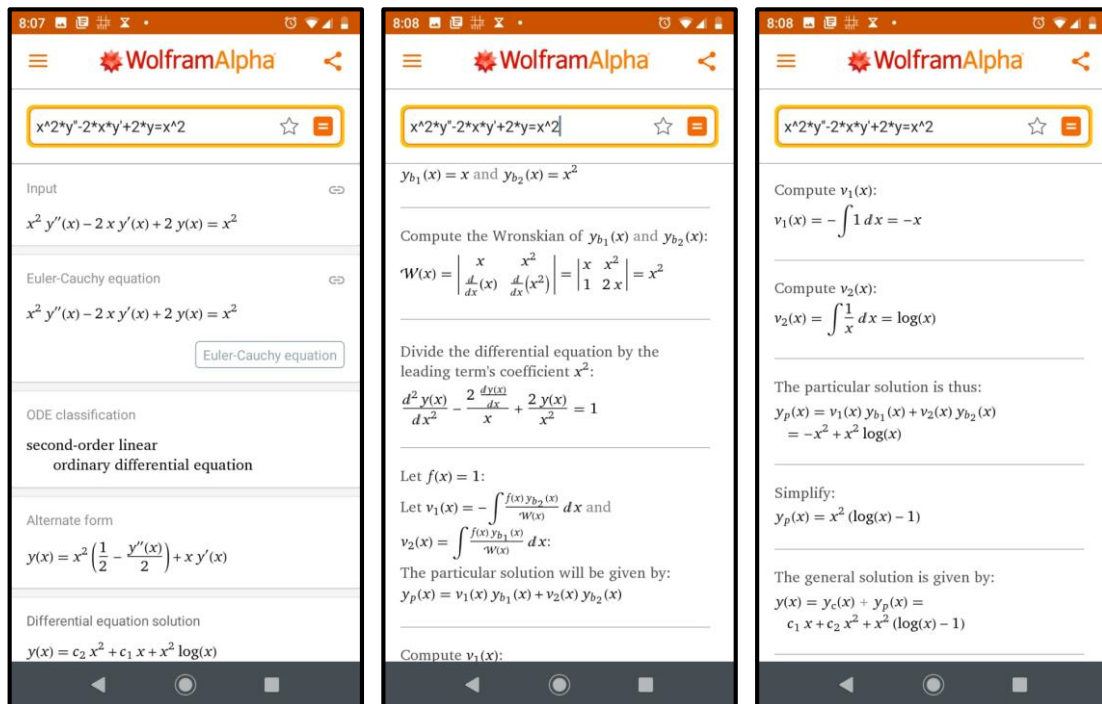 8:07
WolframAlpha
x^2*y''-2*x*y'+2*y=x^2
Input
x² y′′(x) − 2 x y′(x) + 2 y(x) = x²
Euler-Cauchy equation
x² y′′(x) − 2 x y′(x) + 2 y(x) = x²
Euler-Cauchy equation
ODE classification
second-order linear
ordinary differential equation
Alternate form
y(x) = x² (1/2 − y′′(x)/2) + x y′(x)
Differential equation solution
y(x) = c₂ x² + c₁ x + x² log(x)
8:08
WolframAlpha
x^2*y''-2*x*y'+2*y=x^2
y_b₁(x) = x and y_b₂(x) = x²
Compute the Wronskian of y_b₁(x) and y_b₂(x):
𝒲(x) = |x x² ; d/dx(x) d/dx(x²)| = |x x² ; 1 2 x| = x²
Divide the differential equation by the
leading term's coefficient x²:
d² y(x)/dx² − 2 dy(x)/dx / x + 2 y(x)/x² = 1
Let f(x) = 1:
Let v₁(x) = − ∫ f(x) y_b₂(x)/𝒲(x) dx and
v₂(x) = ∫ f(x) y_b₁(x)/𝒲(x) dx:
The particular solution will be given by:
y_p(x) = v₁(x) y_b₁(x) + v₂(x) y_b₂(x)
Compute v₁(x):
8:08
WolframAlpha
x^2*y''-2*x*y'+2*y=x^2
Compute v₁(x):
v₁(x) = − ∫ 1 dx = −x
Compute v₂(x):
v₂(x) = ∫ 1/x dx = log(x)
The particular solution is thus:
y_p(x) = v₁(x) y_b₁(x) + v₂(x) y_b₂(x)
= −x² + x² log(x)
Simplify:
y_p(x) = x² (log(x) − 1)
The general solution is given by:
y(x) = y_c(x) + y_p(x) =
c₁ x + c₂ x² + x² (log(x) − 1)